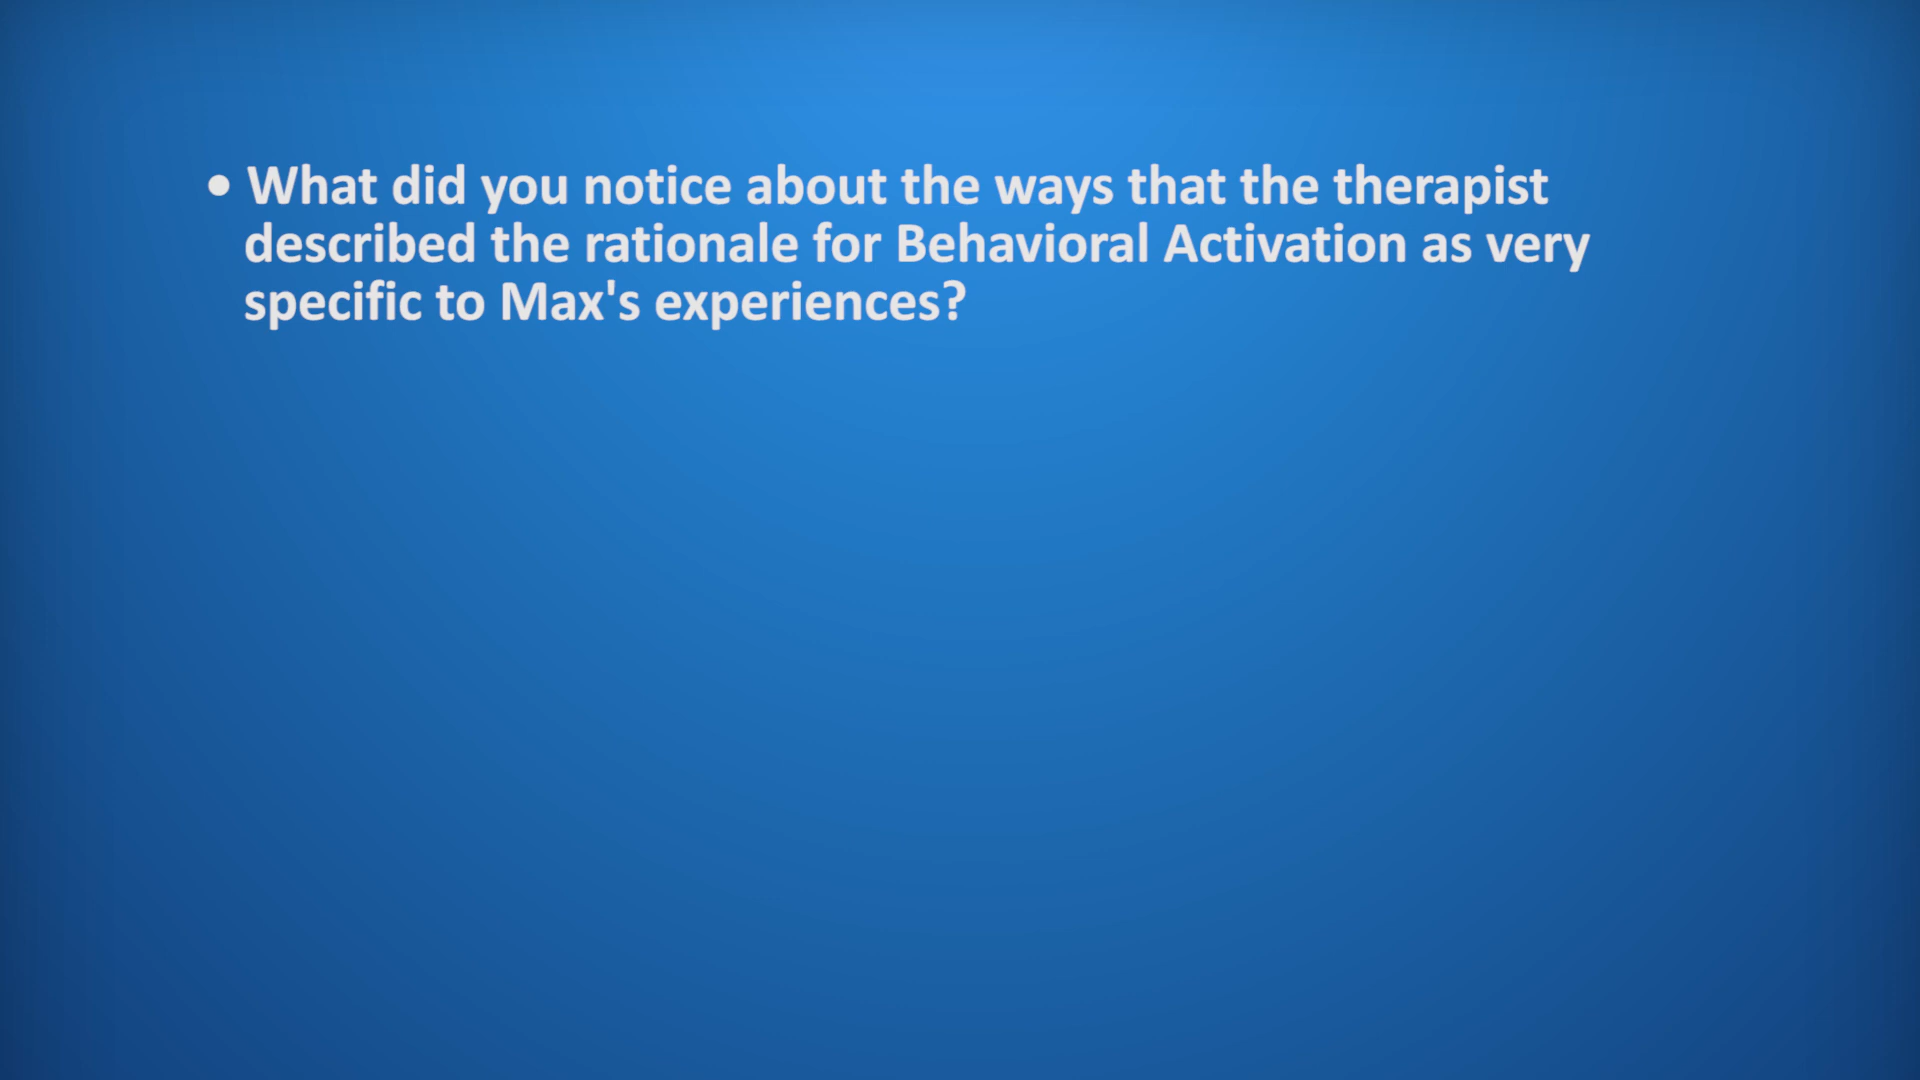 • What did you notice about the ways that the therapist
described the rationale for Behavioral Activation as very
specific to Max's experiences?